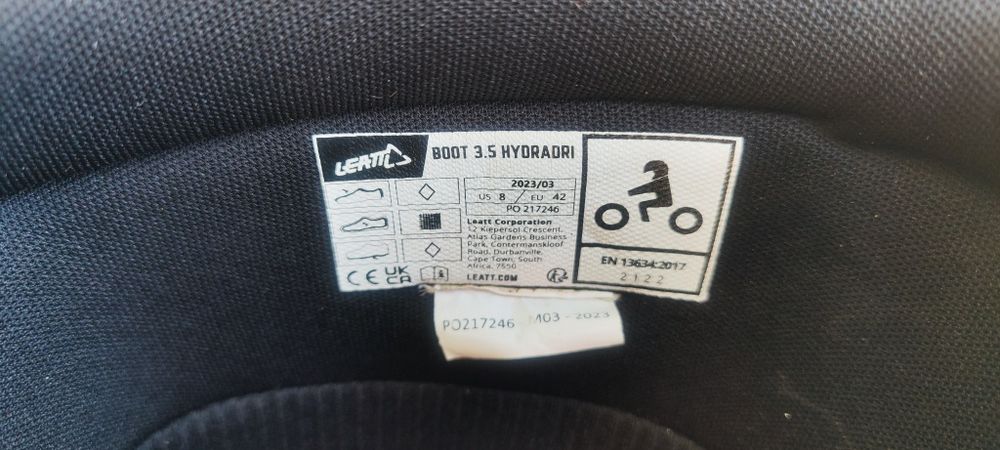 LEATT
BOOT 3.5 HYDRADRI
2023/03
US 8 / EU 42
PO 217246
Leatt Corporation
12 Kiepersol Crescent,
Atlas Gardens Business
Park, Contermanskloof
Road, Durbanville,
Cape Town, South
Africa, 7550
LEATT.COM
CE UK CA
EN 13634:2017
2 1 2 2
PO217246 M03 - 2023